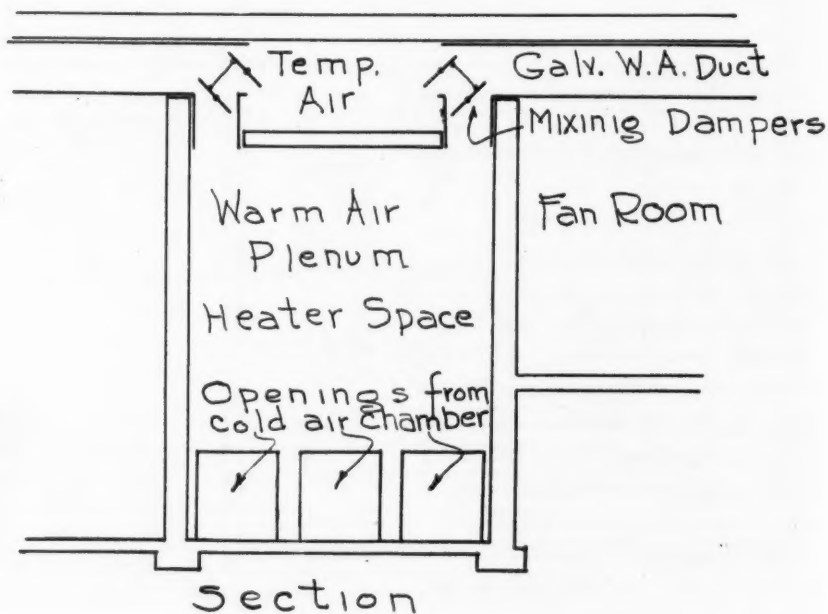 Temp. Air
Galv. W.A. Duct
Mixinig Dampers
Warm Air
Plenum
Fan Room
Heater Space
Openings from
cold air chamber
Section